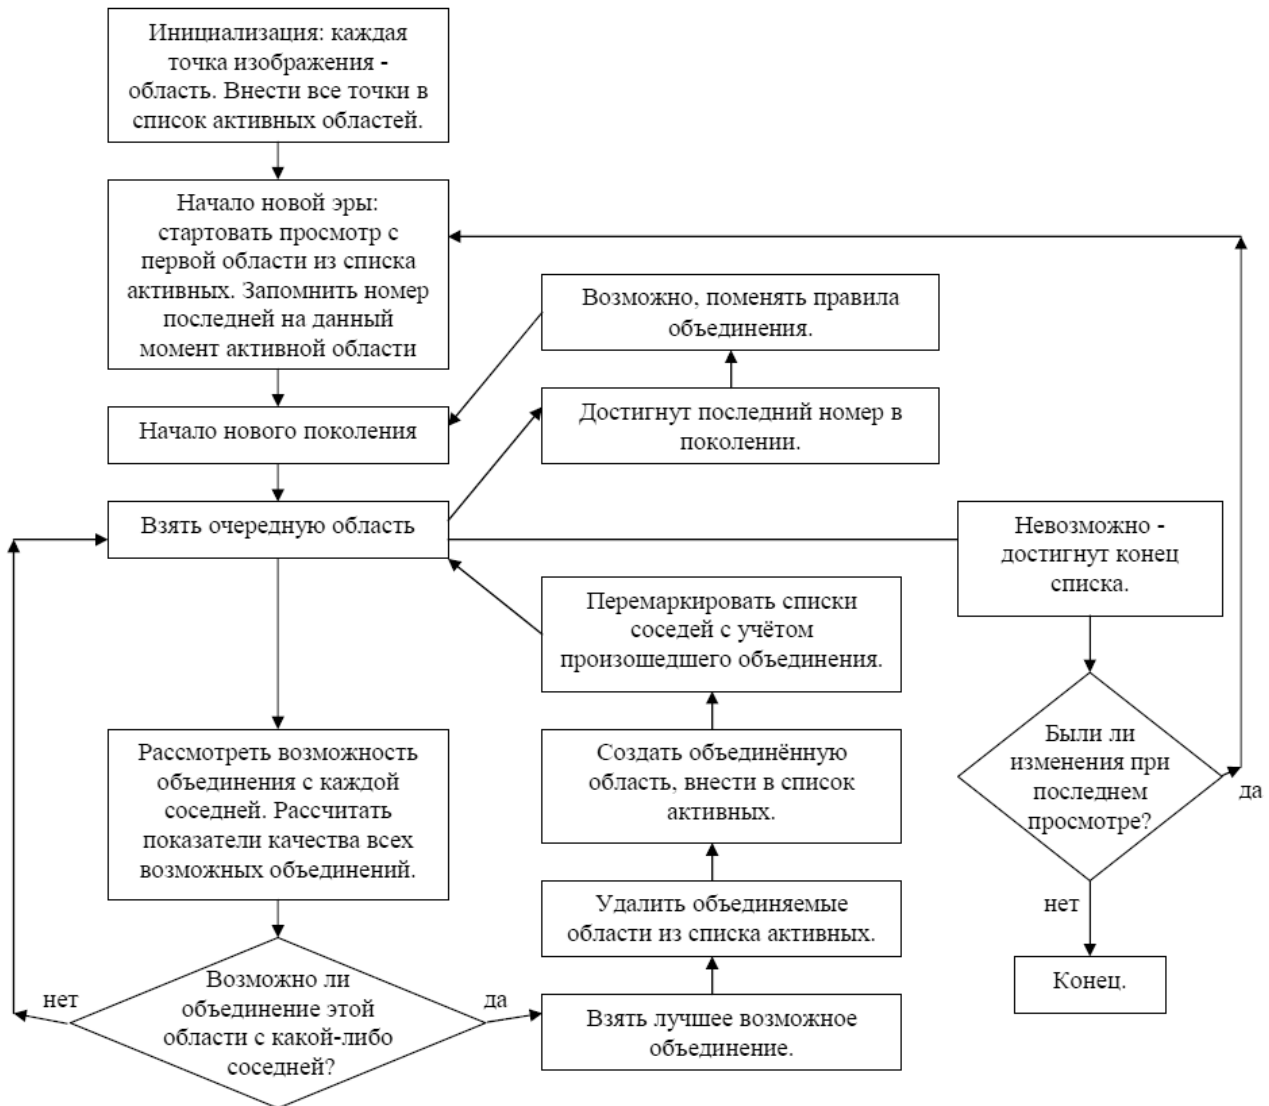 Инициализация: каждая
точка изображения -
область. Внести все точки в
список активных областей.
Начало новой эры:
стартовать просмотр с
первой области из списка
активных. Запомнить номер
последней на данный
момент активной области
Возможно, поменять правила
объединения.
Достигнут последний номер в
поколении.
Начало нового поколения
Взять очередную область
Невозможно -
достигнут конец
списка.
Перемаркировать списки
соседей с учётом
произошедшего объединения.
Рассмотреть возможность
объединения с каждой
соседней. Рассчитать
показатели качества всех
возможных объединений.
Создать объединённую
область, внести в список
активных.
Были ли
изменения при
последнем
просмотре?
да
Удалить объединяемые
области из списка активных.
нет
Конец.
Возможно ли
объединение этой
области с какой-либо
соседней?
нет
да
Взять лучшее возможное
объединение.